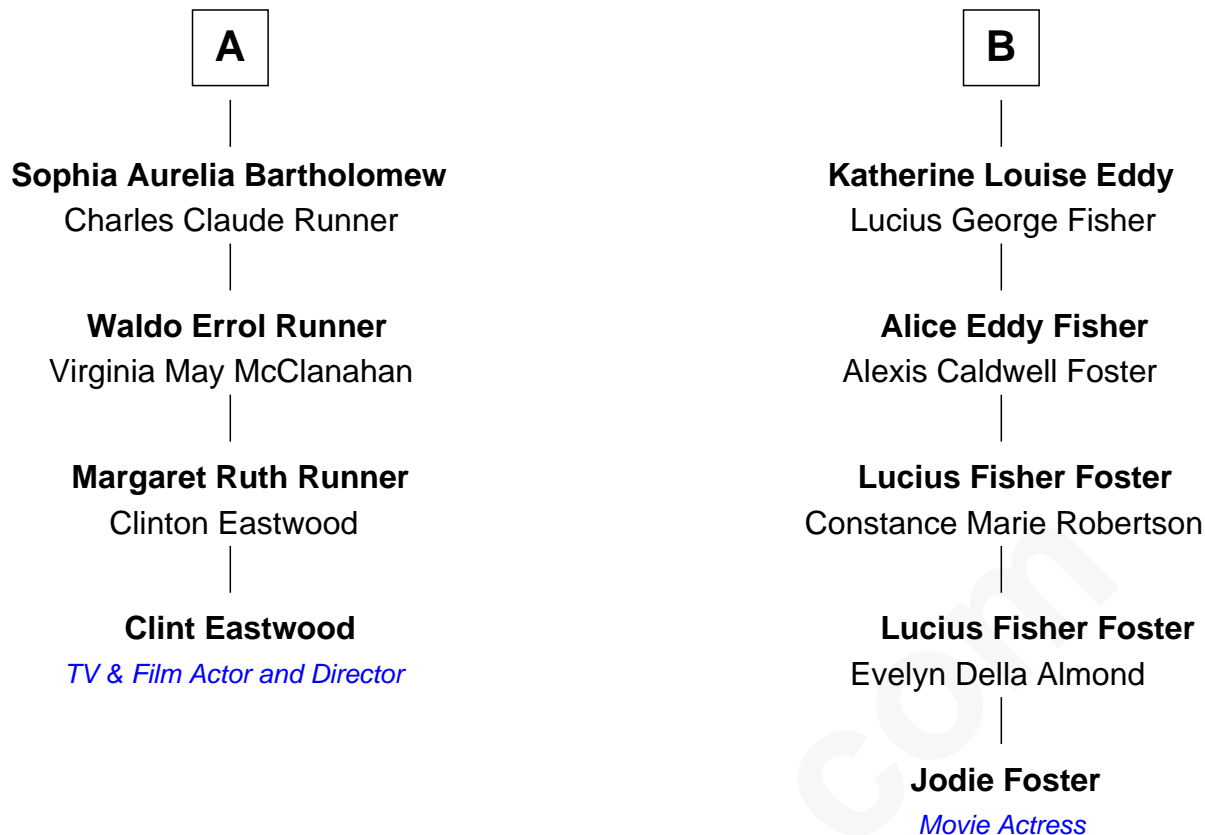 A
Sophia Aurelia Bartholomew
Charles Claude Runner
Waldo Errol Runner
Virginia May McClanahan
Margaret Ruth Runner
Clinton Eastwood
Clint Eastwood
TV & Film Actor and Director
B
Katherine Louise Eddy
Lucius George Fisher
Alice Eddy Fisher
Alexis Caldwell Foster
Lucius Fisher Foster
Constance Marie Robertson
Lucius Fisher Foster
Evelyn Della Almond
Jodie Foster
Movie Actress
com